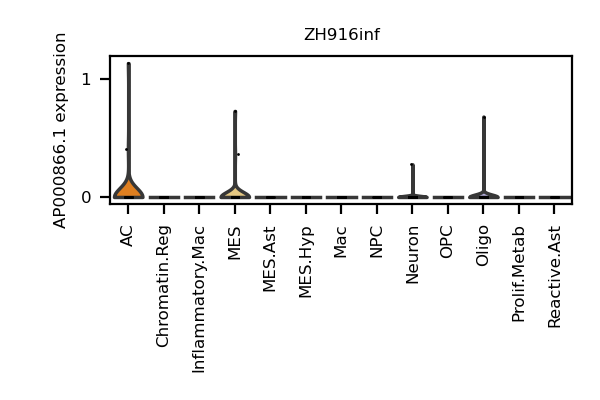 ZH916inf
AP000866.1 expression
1
0
AC
Chromatin.Reg
Inflammatory.Mac
MES
MES.Ast
MES.Hyp
Mac
NPC
Neuron
OPC
Oligo
Prolif.Metab
Reactive.Ast